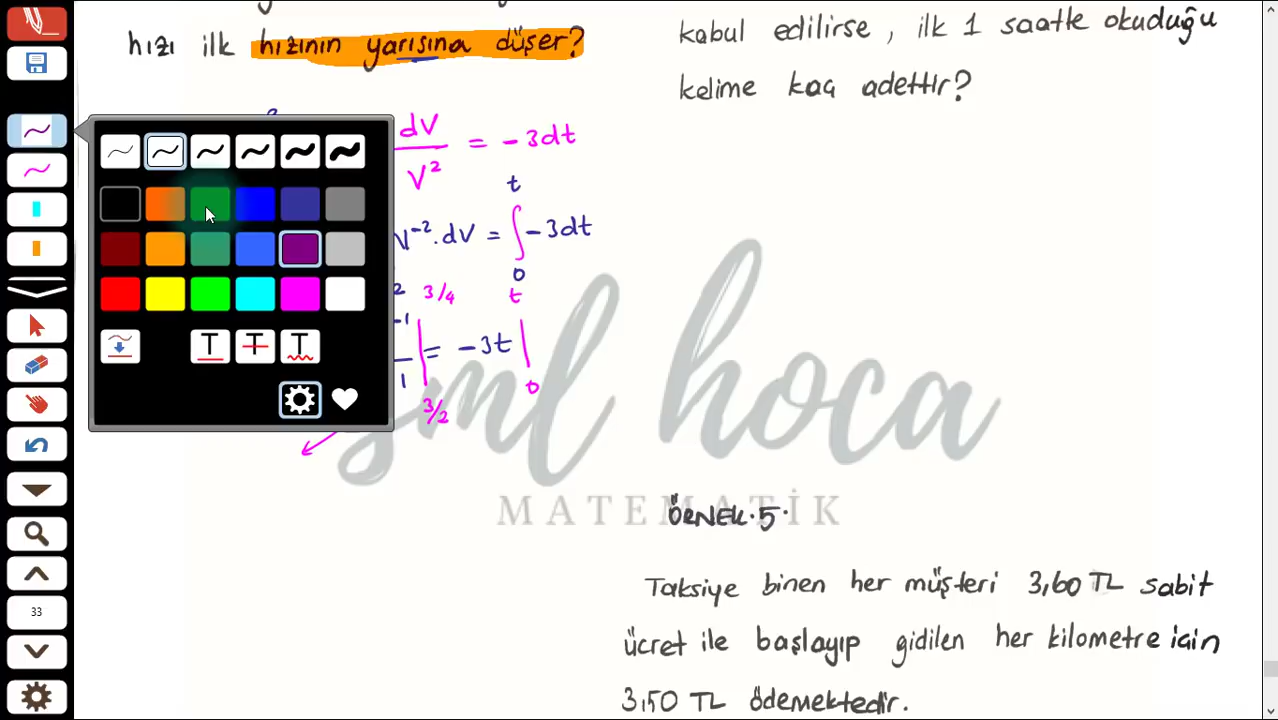 hızı ilk hızının yarısına düşer?
dV
V²
= -3dt
t
V⁻².dV = ∫ -3dt
0
2 3/4 t
-1
= -3t
1
3/2
0
kabul edilirse, ilk 1 saatte okuduğu
kelime kaç adettir?
sml hoca
MATEMATİK
ÖRNEK.5.
Taksiye binen her müşteri 3,60 TL sabit
ücret ile başlayıp gidilen her kilometre için
3,50 TL ödemektedir.
T T T
33